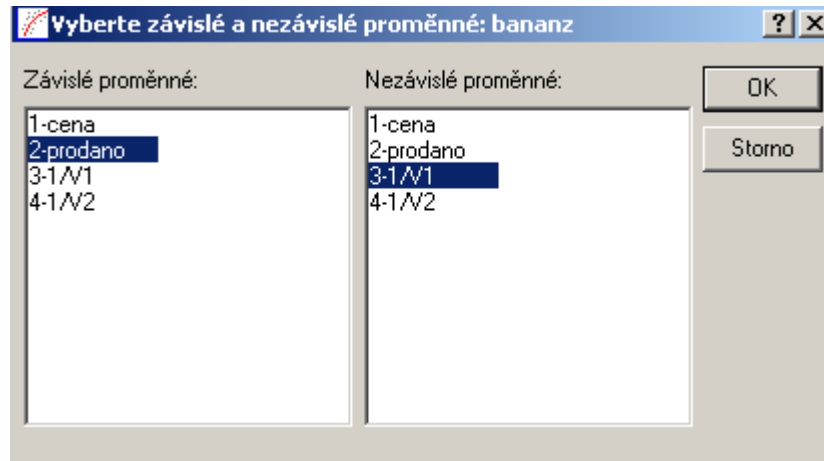 Vyberte závislé a nezávislé proměnné: bananz
Závislé proměnné:
1-cena
2-prodano
3-1/V1
4-1/V2
Nezávislé proměnné:
1-cena
2-prodano
3-1/V1
4-1/V2
OK
Storno